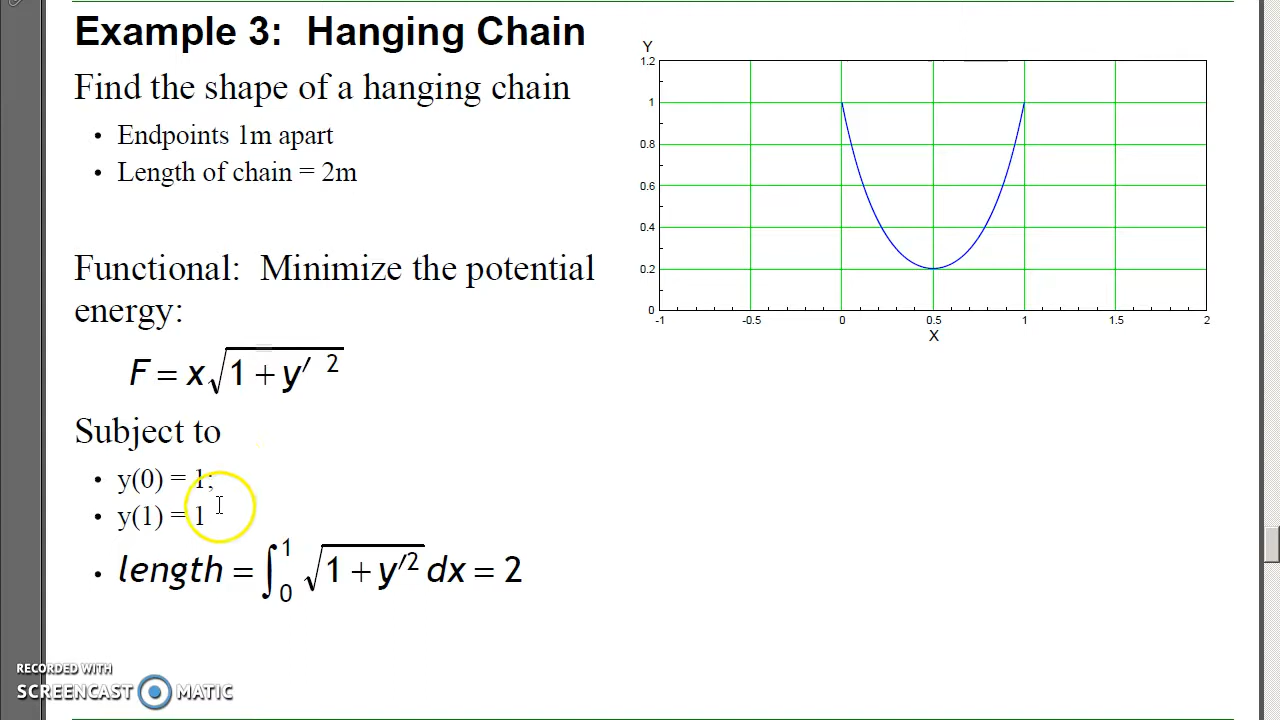 Example 3: Hanging Chain
Find the shape of a hanging chain
• Endpoints 1m apart
• Length of chain = 2m
Functional: Minimize the potential
energy:
F = x√(1 + y′ ²)
Subject to
• y(0) = 1;
• y(1) = 1
• length = ∫₀¹ √(1 + y′²) dx = 2
Y
1.2
1
0.8
0.6
0.4
0.2
0
-1 -0.5 0 0.5 1 1.5 2
X
RECORDED WITH
SCREENCAST MATIC